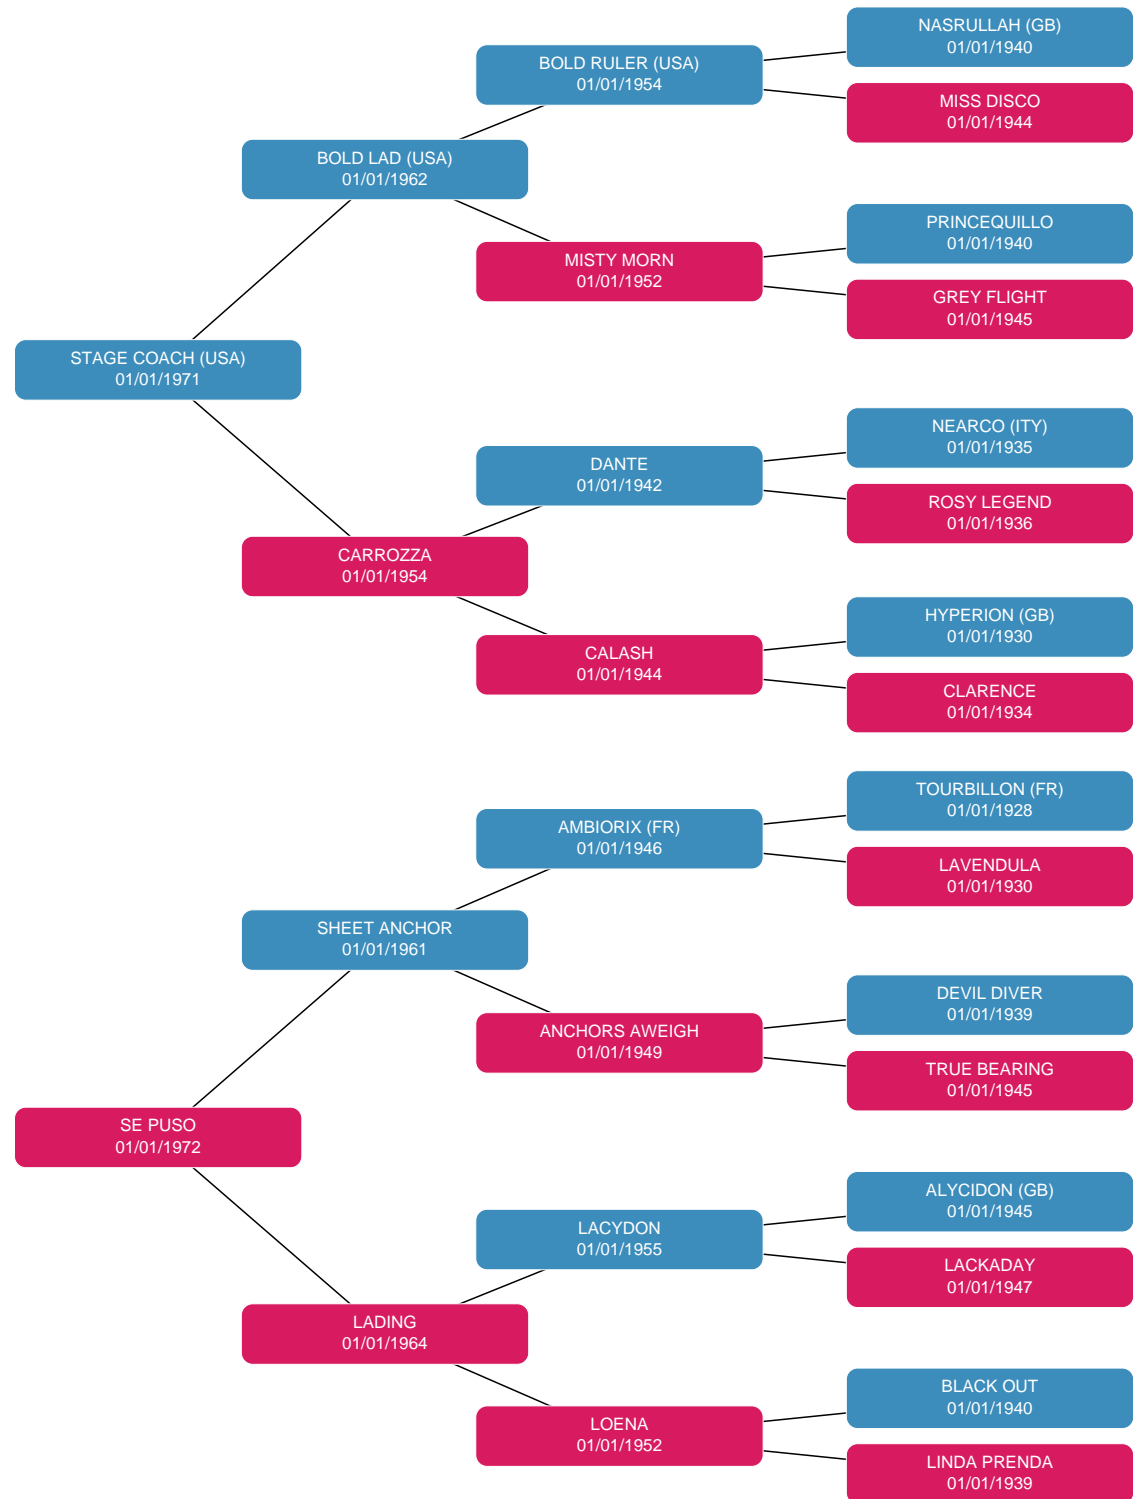 NASRULLAH (GB)
01/01/1940
BOLD RULER (USA)
01/01/1954
MISS DISCO
01/01/1944
BOLD LAD (USA)
01/01/1962
PRINCEQUILLO
01/01/1940
MISTY MORN
01/01/1952
GREY FLIGHT
01/01/1945
STAGE COACH (USA)
01/01/1971
NEARCO (ITY)
01/01/1935
DANTE
01/01/1942
ROSY LEGEND
01/01/1936
CARROZZA
01/01/1954
HYPERION (GB)
01/01/1930
CALASH
01/01/1944
CLARENCE
01/01/1934
TOURBILLON (FR)
01/01/1928
AMBIORIX (FR)
01/01/1946
LAVENDULA
01/01/1930
SHEET ANCHOR
01/01/1961
DEVIL DIVER
01/01/1939
ANCHORS AWEIGH
01/01/1949
TRUE BEARING
01/01/1945
SE PUSO
01/01/1972
ALYCIDON (GB)
01/01/1945
LACYDON
01/01/1955
LACKADAY
01/01/1947
LADING
01/01/1964
BLACK OUT
01/01/1940
LOENA
01/01/1952
LINDA PRENDA
01/01/1939